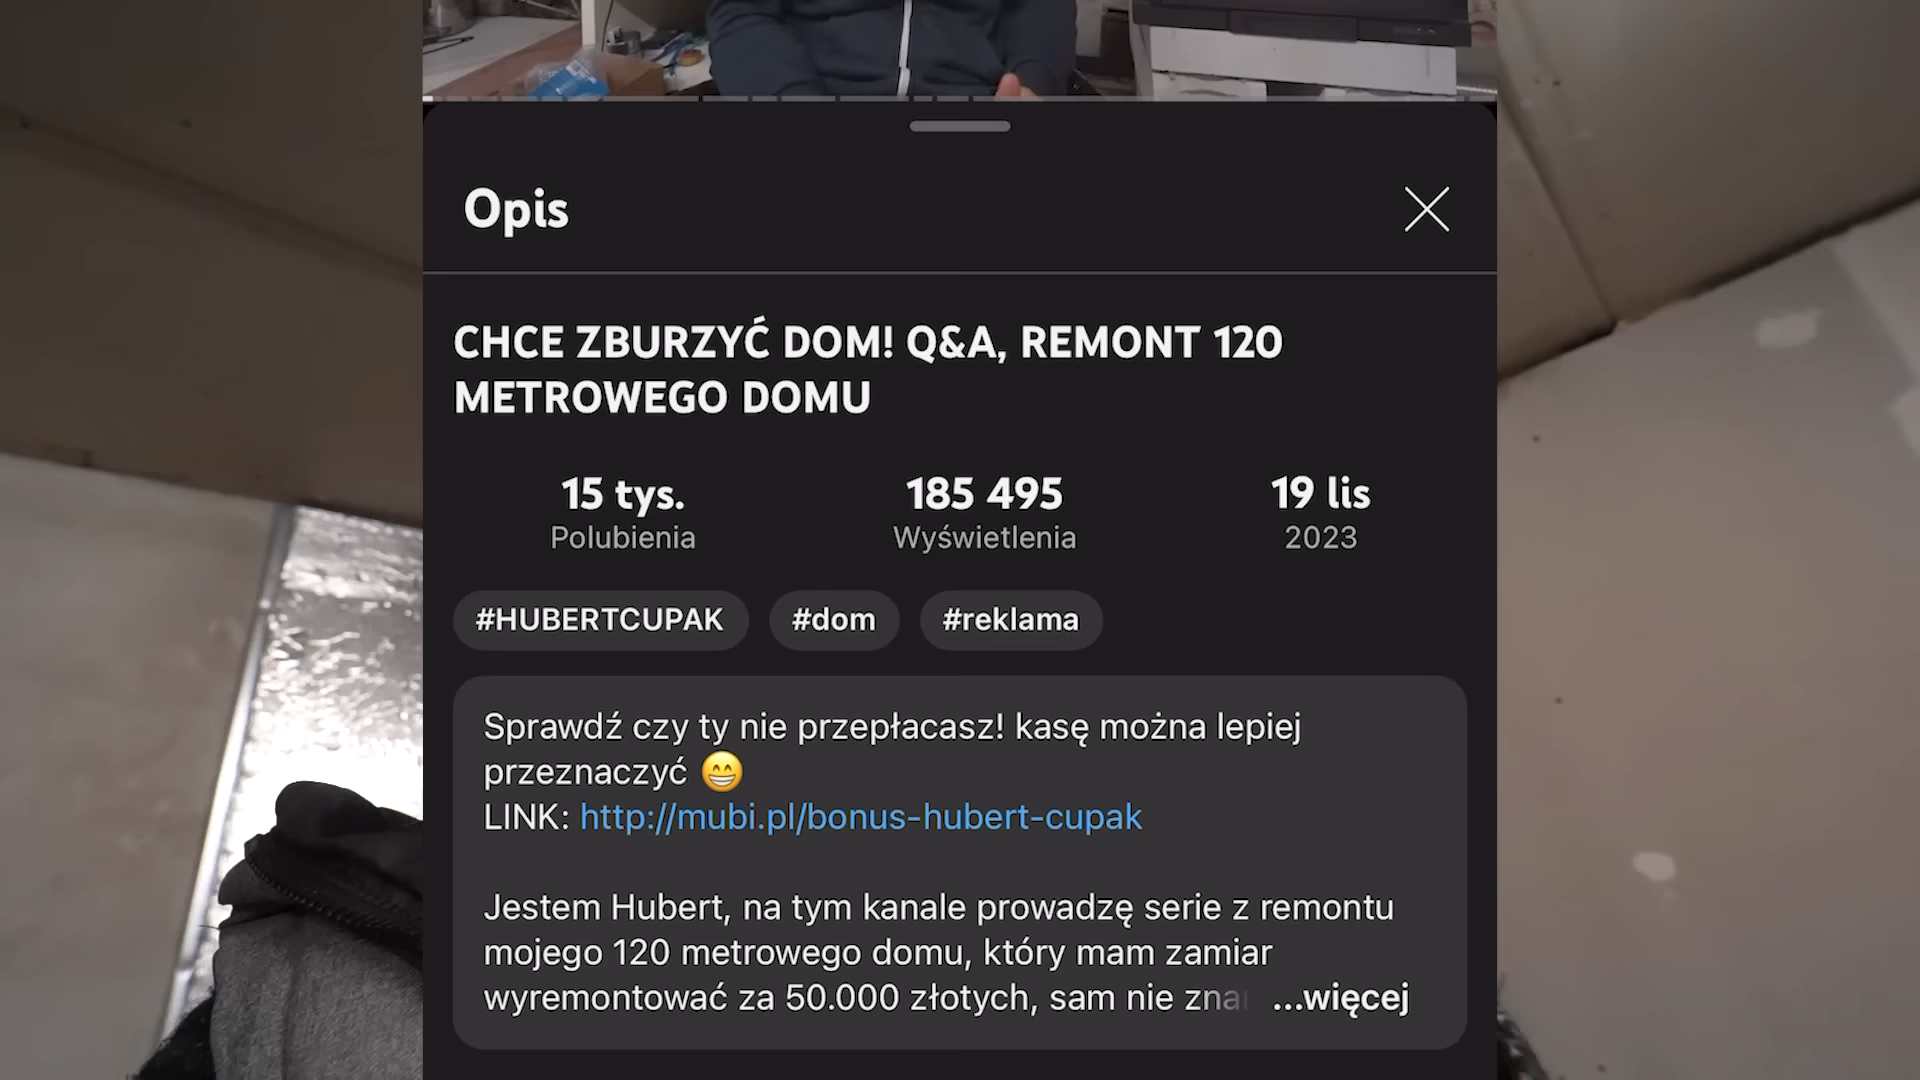 Opis
CHCE ZBURZYĆ DOM! Q&A, REMONT 120
METROWEGO DOMU
15 tys.
Polubienia
185 495
Wyświetlenia
19 lis
2023
#HUBERTCUPAK
#dom
#reklama
Sprawdź czy ty nie przepłacasz! kasę można lepiej
przeznaczyć 😁
LINK: http://mubi.pl/bonus-hubert-cupak
Jestem Hubert, na tym kanale prowadzę serie z remontu
mojego 120 metrowego domu, który mam zamiar
wyremontować za 50.000 złotych, sam nie zna ...więcej